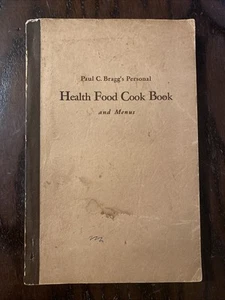 Paul C. Bragg's Personal
Health Food Cook Book
and Menus